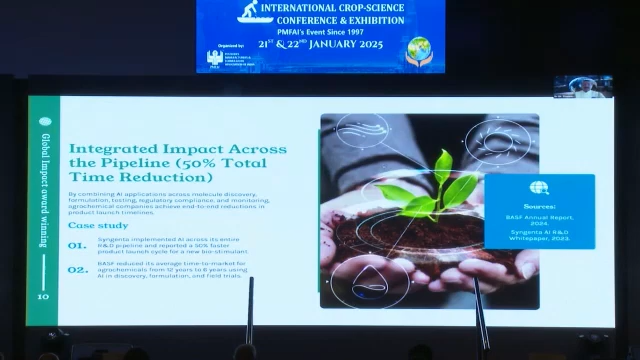 INTERNATIONAL CROP-SCIENCE
CONFERENCE & EXHIBITION
PMFAI's Event Since 1997
Organised by:
21ST & 22ND JANUARY 2025
Integrated Impact Across
the Pipeline (50% Total
Time Reduction)
By combining AI applications across molecule discovery,
formulation, testing, regulatory compliance, and monitoring,
agrochemical companies achieve end-to-end reductions in
product launch timelines.
Case study
01.
Syngenta implemented AI across its entire
R&D pipeline and reported a 50% faster
product launch cycle for a new bio-stimulant.
02.
BASF reduced its average time-to-market for
agrochemicals from 12 years to 6 years using
AI in discovery, formulation, and field trials.
Sources:
BASF Annual Report,
2024.
Syngenta AI R&D
Whitepaper, 2023.
Global Impact award winning
10